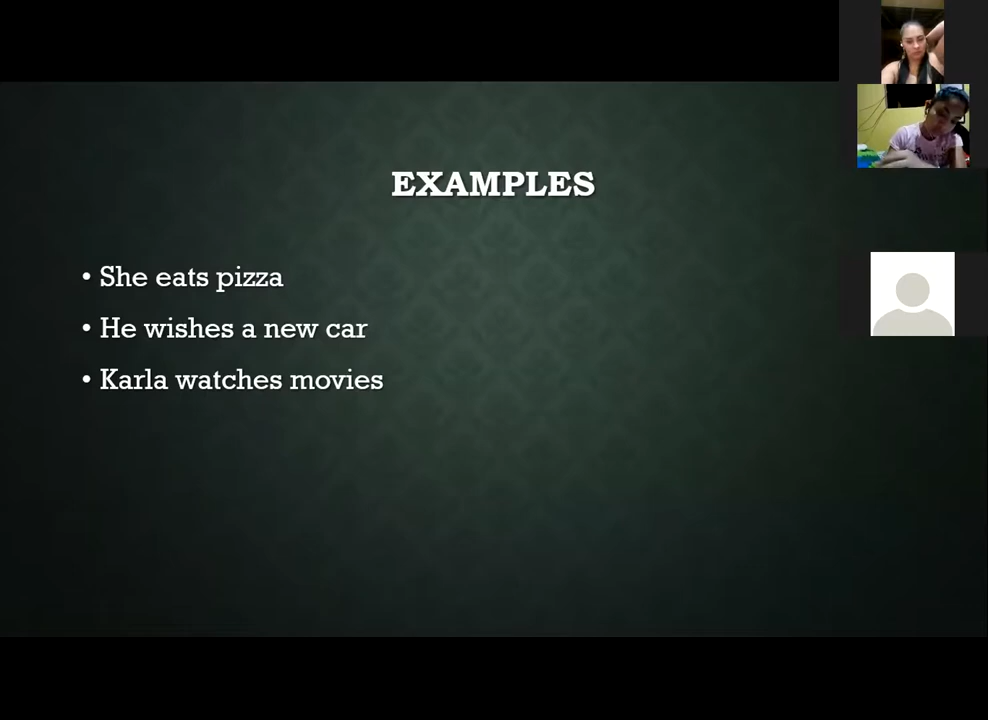 EXAMPLES
• She eats pizza
• He wishes a new car
• Karla watches movies